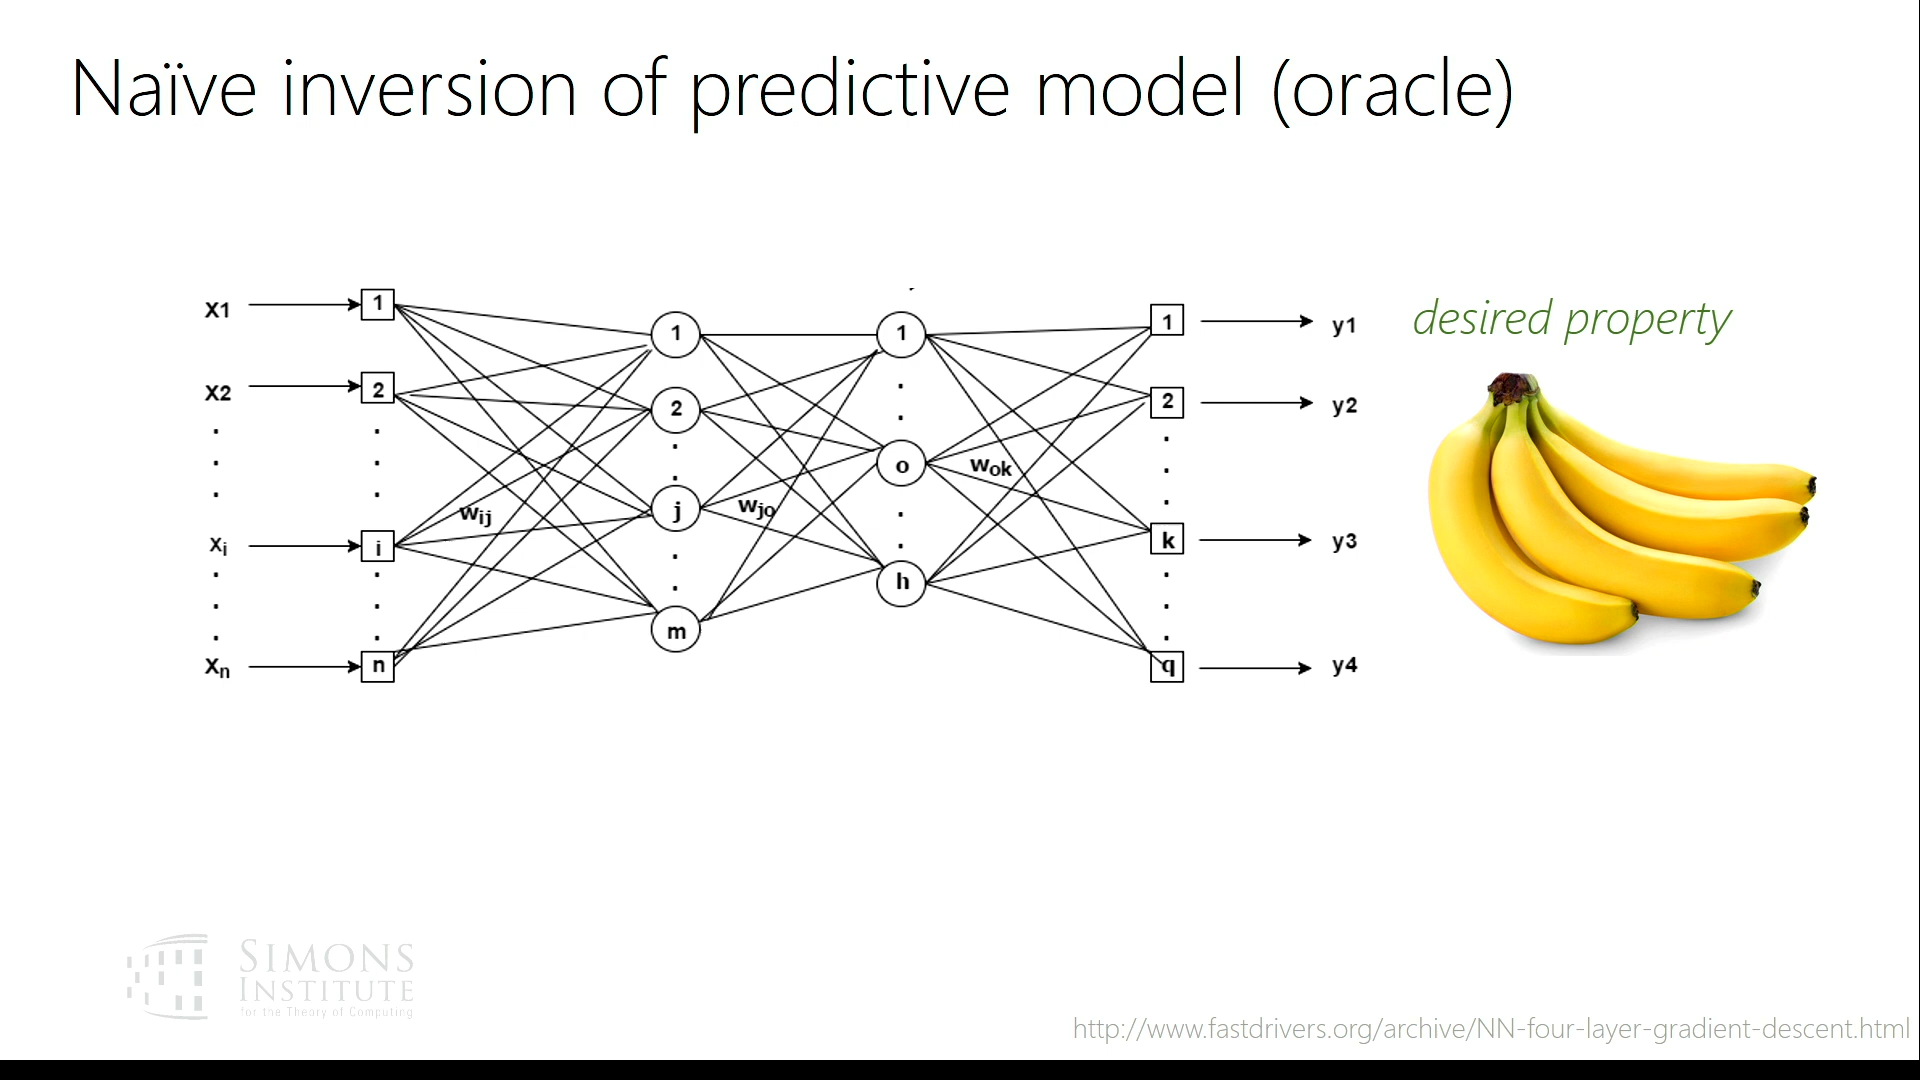 Naïve inversion of predictive model (oracle)
X1
1
1
1
1
y1
desired property
X2
2
2
2
y2
o
wok
wij
j
wjo
xi
i
k
y3
h
m
xn
n
q
y4
SIMONS
INSTITUTE
for the Theory of Computing
http://www.fastdrivers.org/archive/NN-four-layer-gradient-descent.html